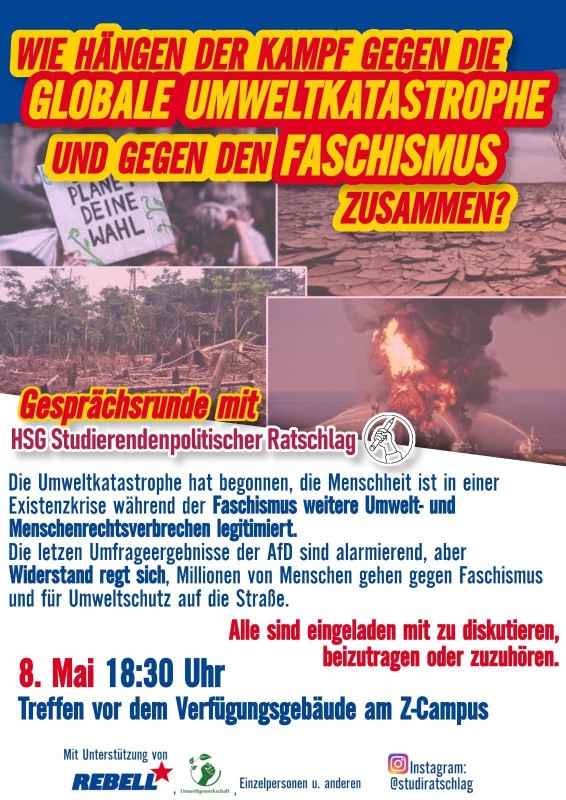 WIE HÄNGEN DER KAMPF GEGEN DIE
GLOBALE UMWELTKATASTROPHE
UND GEGEN DEN FASCHISMUS
ZUSAMMEN?
PLANET
DEINE
WAHL
Gesprächsrunde mit
HSG Studierendenpolitischer Ratschlag
Die Umweltkatastrophe hat begonnen, die Menschheit ist in einer
Existenzkrise während der Faschismus weitere Umwelt- und
Menschenrechtsverbrechen legitimiert.
Die letzen Umfrageergebnisse der AfD sind alarmierend, aber
Widerstand regt sich, Millionen von Menschen gehen gegen Faschismus
und für Umweltschutz auf die Straße.
Alle sind eingeladen mit zu diskutieren,
beizutragen oder zuzuhören.
8. Mai 18:30 Uhr
Treffen vor dem Verfügungsgebäude am Z-Campus
Mit Unterstützung von
REBELL , Umweltgewerkschaft , Einzelpersonen u. anderen
Instagram:
@studiratschlag